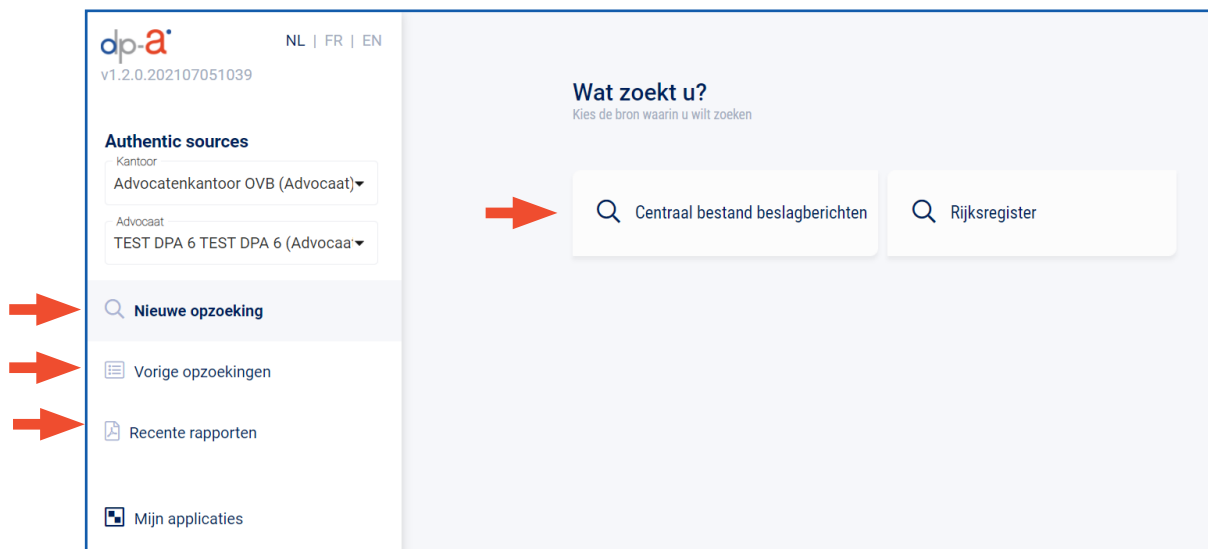 dp-a
NL | FR | EN
v1.2.0.202107051039
Authentic sources
Kantoor
Advocatenkantoor OVB (Advocaat)
Advocaat
TEST DPA 6 TEST DPA 6 (Advocaa
Nieuwe opzoeking
Vorige opzoekingen
Recente rapporten
Mijn applicaties
Wat zoekt u?
Kies de bron waarin u wilt zoeken
Centraal bestand beslagberichten
Rijksregister